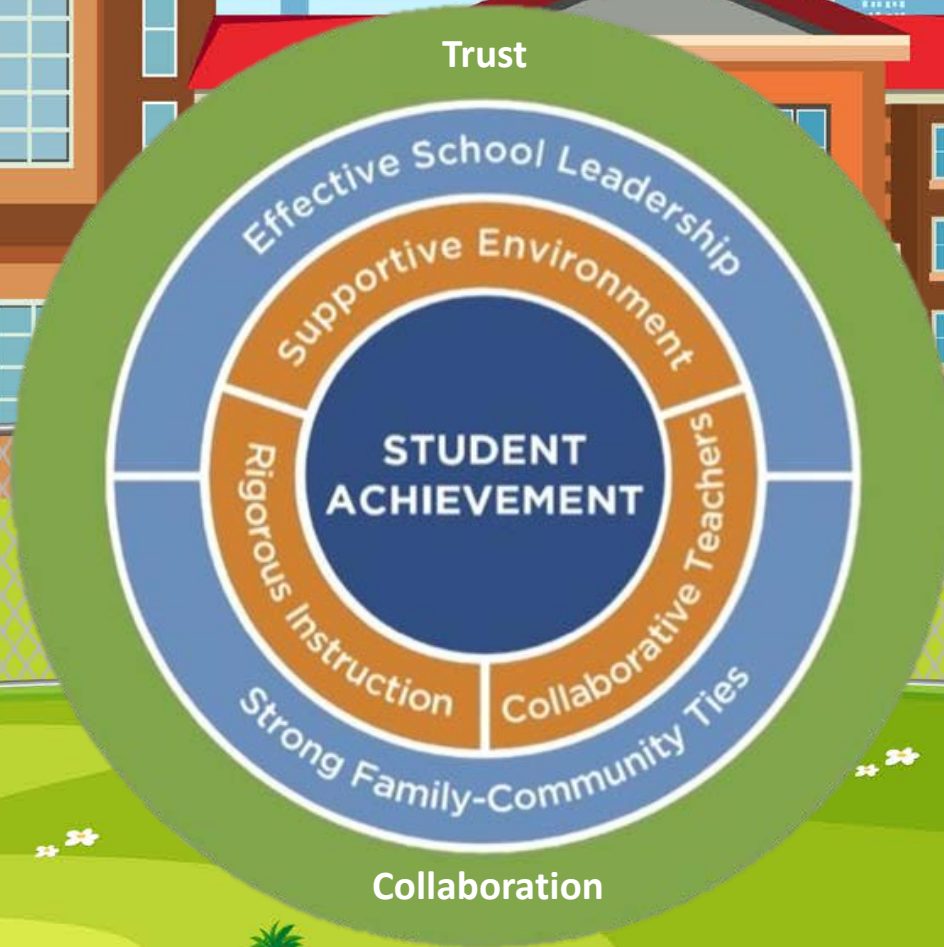 Trust
Effective School Leadership
Supportive Environment
STUDENT
ACHIEVEMENT
Rigorous Instruction
Collaborative Teachers
Strong Family-Community Ties
Collaboration